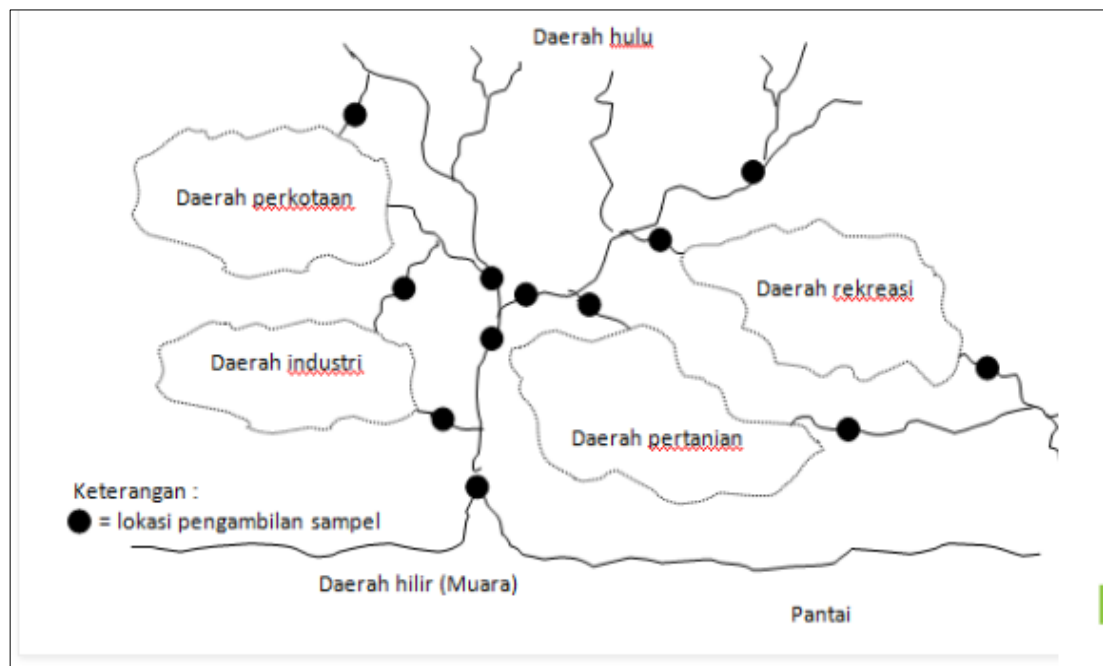 Daerah hulu
Daerah perkotaan
Daerah rekreasi
Daerah industri
Daerah pertanian
Keterangan :
= lokasi pengambilan sampel
Daerah hilir (Muara)
Pantai